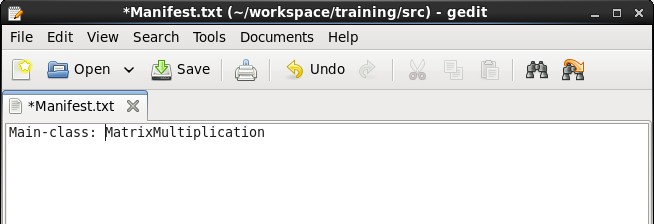 *Manifest.txt (~/workspace/training/src) - gedit
File Edit View Search Tools Documents Help
Open Save Undo
*Manifest.txt
Main-class: MatrixMultiplication